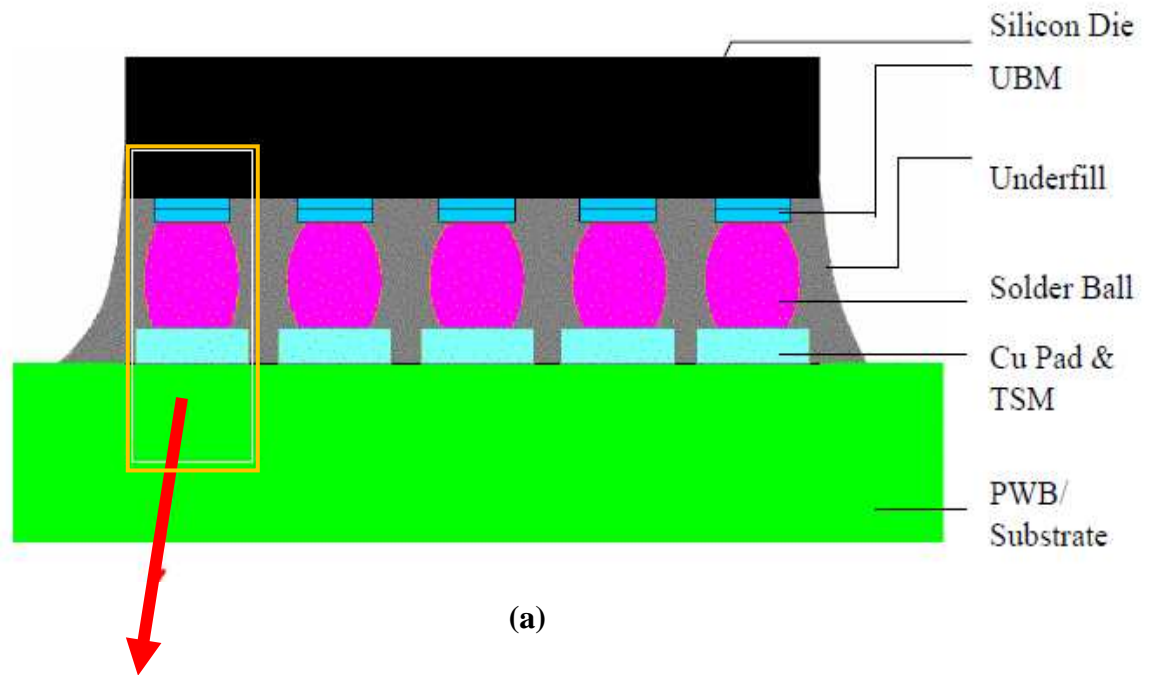 Silicon Die
UBM
Underfill
Solder Ball
Cu Pad &
TSM
PWB/
Substrate
(a)